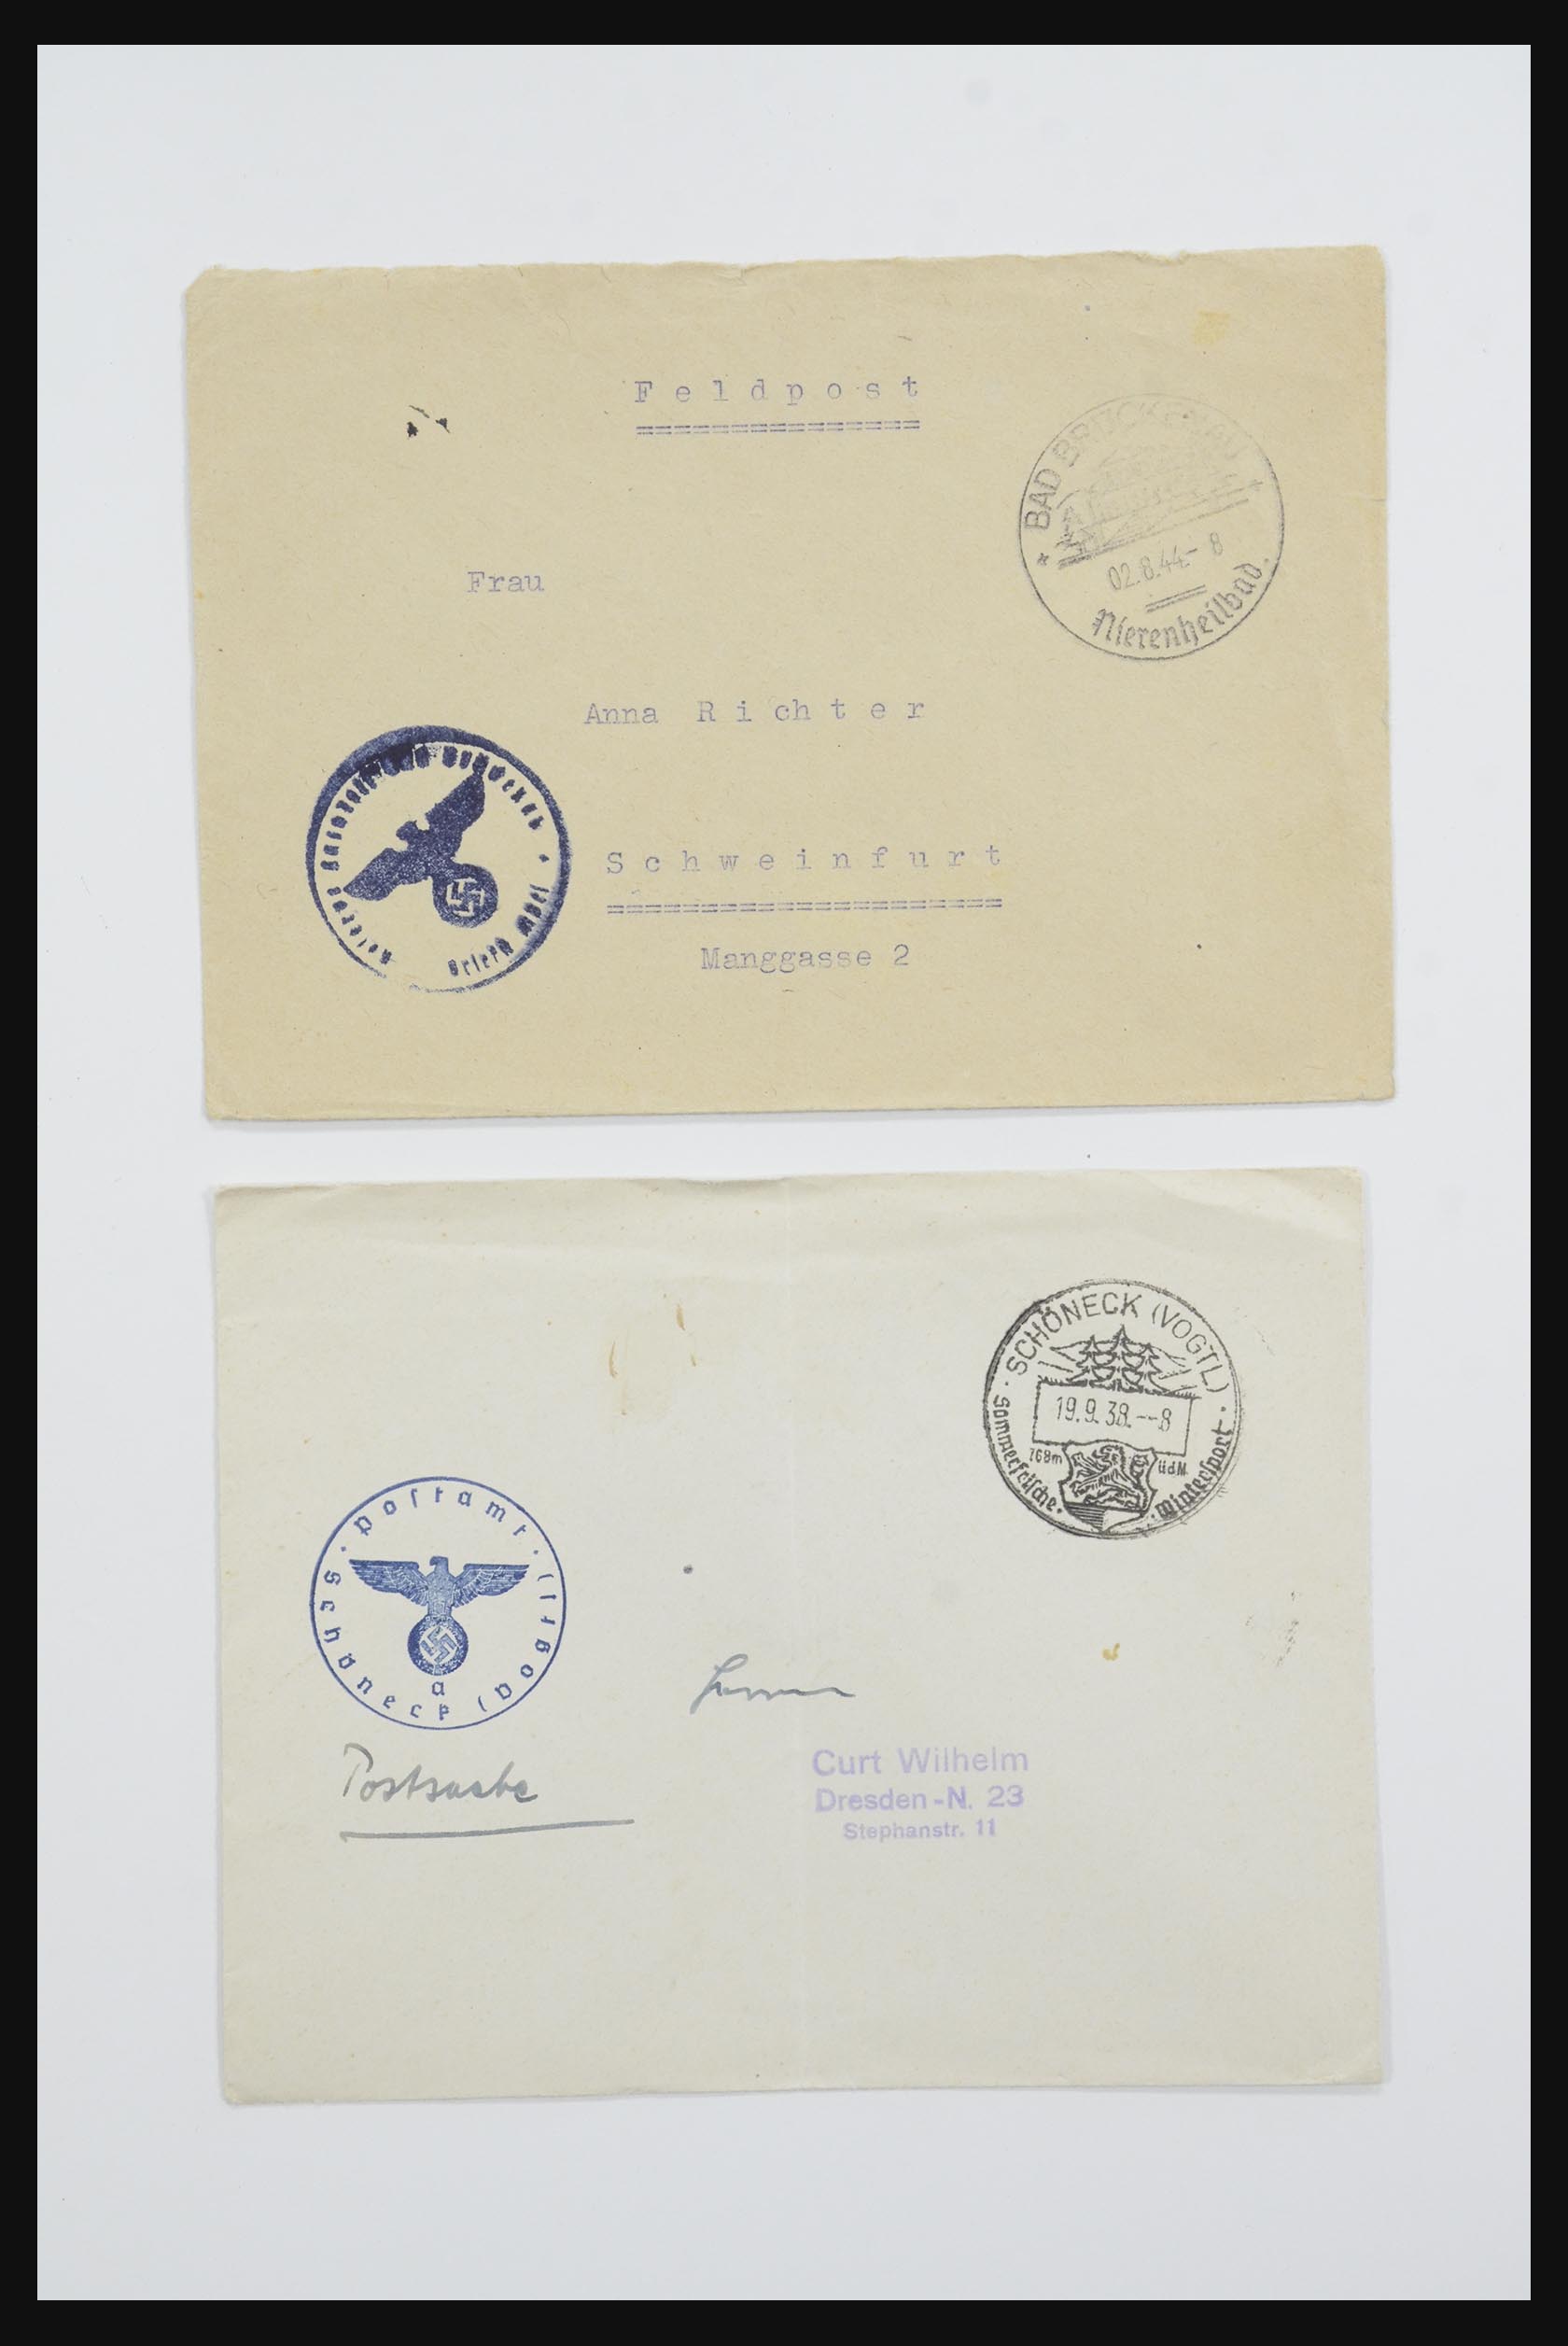 Feldpost
BAD BRÜCKENAU
02.8.44.- 8
Nierenheilbad.
Frau
Anna Richter
Schweinfurt
Manggasse 2
SCHÖNECK (VOGTL)
19.9.38.--8
768m üdM
Sommerfrische. Wintersport
Postamt
Schöneck (Vogtl)
a
Herrn
Postsache
Curt Wilhelm
Dresden-N. 23
Stephanstr. 11